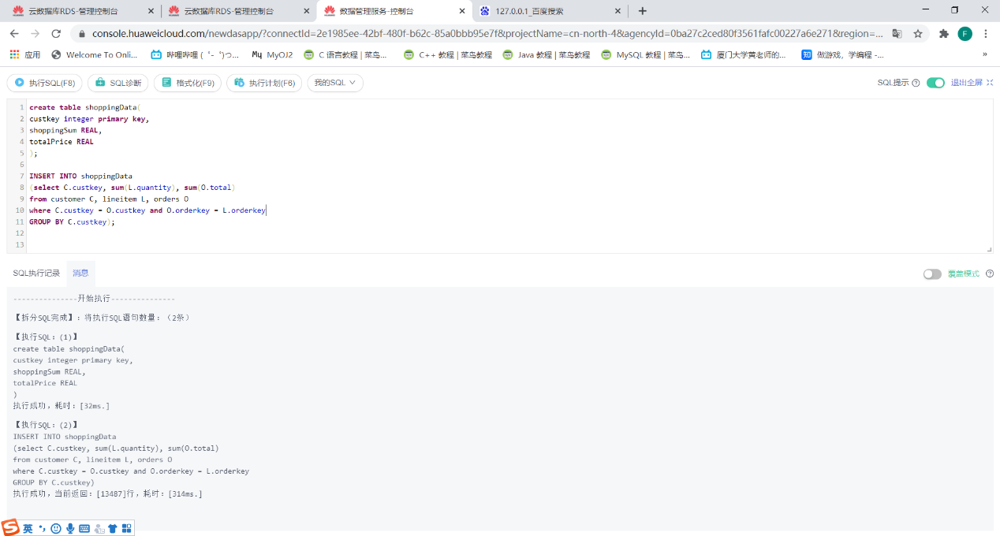 云数据库RDS-管理控制台
云数据库RDS-管理控制台
数据管理服务-控制台
127.0.0.1_百度搜索
console.huaweicloud.com/newdasapp/?connectId=2e1985ee-42bf-480f-b62c-85a0bbb95e7f&projectName=cn-north-4&agencyId=0ba27c2ced80f3561fafc00227a6e271&region=...
F
应用
Welcome To Onli...
哔哩哔哩 (゜-゜)つ...
My MyOJ2
C 语言教程 | 菜鸟...
C++ 教程 | 菜鸟教程
Java 教程 | 菜鸟教程
MySQL 教程 | 菜鸟...
厦门大学黄老师的...
知 做游戏，学编程 -...
»
执行SQL(F8)
SQL诊断
格式化(F9)
执行计划(F6)
我的SQL
SQL提示
退出全屏
1 create table shoppingData(
2 custkey integer primary key,
3 shoppingSum REAL,
4 totalPrice REAL
5 );
6
7 INSERT INTO shoppingData
8 (select C.custkey, sum(L.quantity), sum(O.total)
9 from customer C, lineitem L, orders O
10 where C.custkey = O.custkey and O.orderkey = L.orderkey
11 GROUP BY C.custkey);
12
13
SQL执行记录
消息
覆盖模式
---------------开始执行---------------
【拆分SQL完成】：将执行SQL语句数量：（2条）
【执行SQL：(1)】
create table shoppingData(
custkey integer primary key,
shoppingSum REAL,
totalPrice REAL
)
执行成功，耗时：[32ms.]
【执行SQL：(2)】
INSERT INTO shoppingData
(select C.custkey, sum(L.quantity), sum(O.total)
from customer C, lineitem L, orders O
where C.custkey = O.custkey and O.orderkey = L.orderkey
GROUP BY C.custkey)
执行成功，当前返回：[13487]行，耗时：[314ms.]
S 英